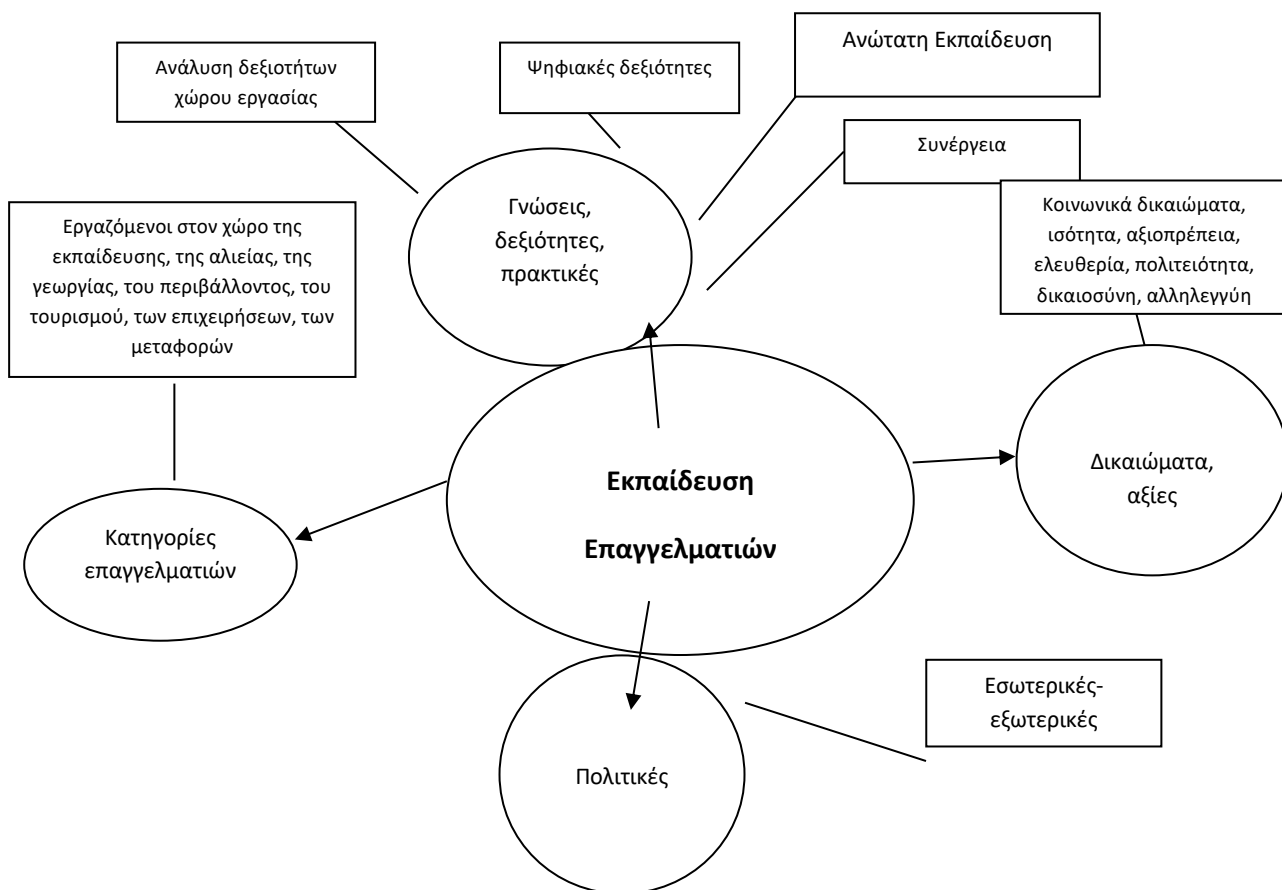 Ανώτατη Εκπαίδευση
Ανάλυση δεξιοτήτων
χώρου εργασίας
Ψηφιακές δεξιότητες
Συνέργεια
Γνώσεις,
δεξιότητες,
πρακτικές
Κοινωνικά δικαιώματα,
ισότητα, αξιοπρέπεια,
ελευθερία, πολιτειότητα,
δικαιοσύνη, αλληλεγγύη
Εργαζόμενοι στον χώρο της
εκπαίδευσης, της αλιείας, της
γεωργίας, του περιβάλλοντος, του
τουρισμού, των επιχειρήσεων, των
μεταφορών
Δικαιώματα,
αξίες
Εκπαίδευση
Επαγγελματιών
Κατηγορίες
επαγγελματιών
Εσωτερικές-
εξωτερικές
Πολιτικές